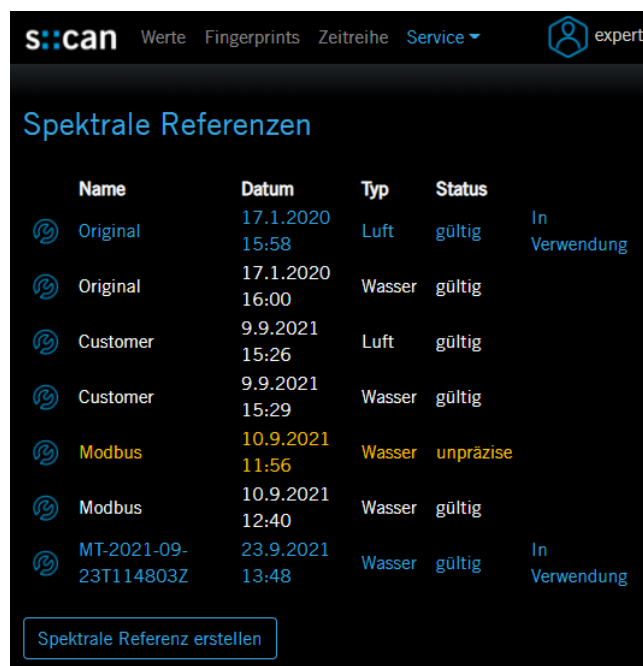 s::can Werte Fingerprints Zeitreihe Service expert
Spektrale Referenzen
Name Datum Typ Status
Original 17.1.2020 15:58 Luft gültig In Verwendung
Original 17.1.2020 16:00 Wasser gültig
Customer 9.9.2021 15:26 Luft gültig
Customer 9.9.2021 15:29 Wasser gültig
Modbus 10.9.2021 11:56 Wasser unpräzise
Modbus 10.9.2021 12:40 Wasser gültig
MT-2021-09-23T114803Z 23.9.2021 13:48 Wasser gültig In Verwendung
Spektrale Referenz erstellen